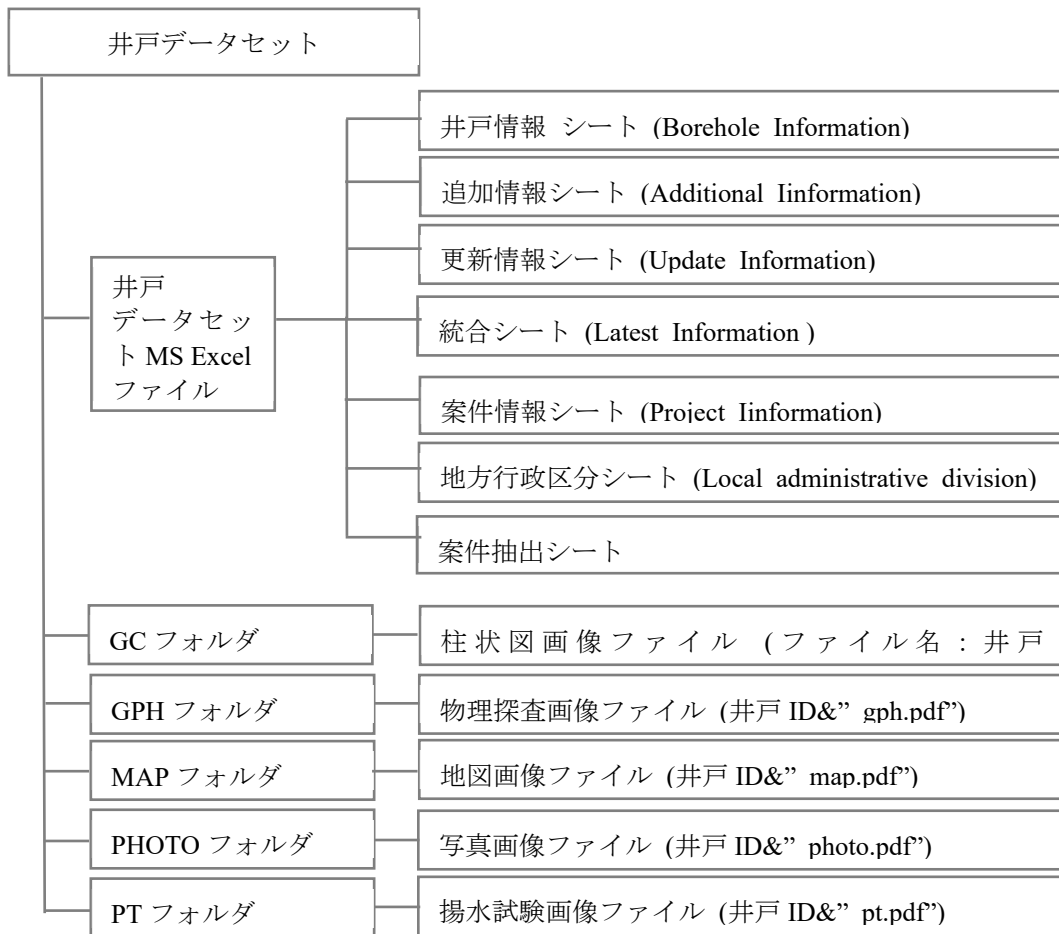 井戸データセット
井戸情報 シート (Borehole Information)
追加情報シート (Additional Iinformation)
更新情報シート (Update Information)
井戸
データセッ
ト MS Excel
ファイル
統合シート (Latest Information )
案件情報シート (Project Iinformation)
地方行政区分シート (Local administrative division)
案件抽出シート
GC フォルダ
柱状図画像ファイル (ファイル名：井戸
GPH フォルダ
物理探査画像ファイル (井戸 ID&” gph.pdf”)
MAP フォルダ
地図画像ファイル (井戸 ID&” map.pdf”)
PHOTO フォルダ
写真画像ファイル (井戸 ID&” photo.pdf”)
PT フォルダ
揚水試験画像ファイル (井戸 ID&” pt.pdf”)